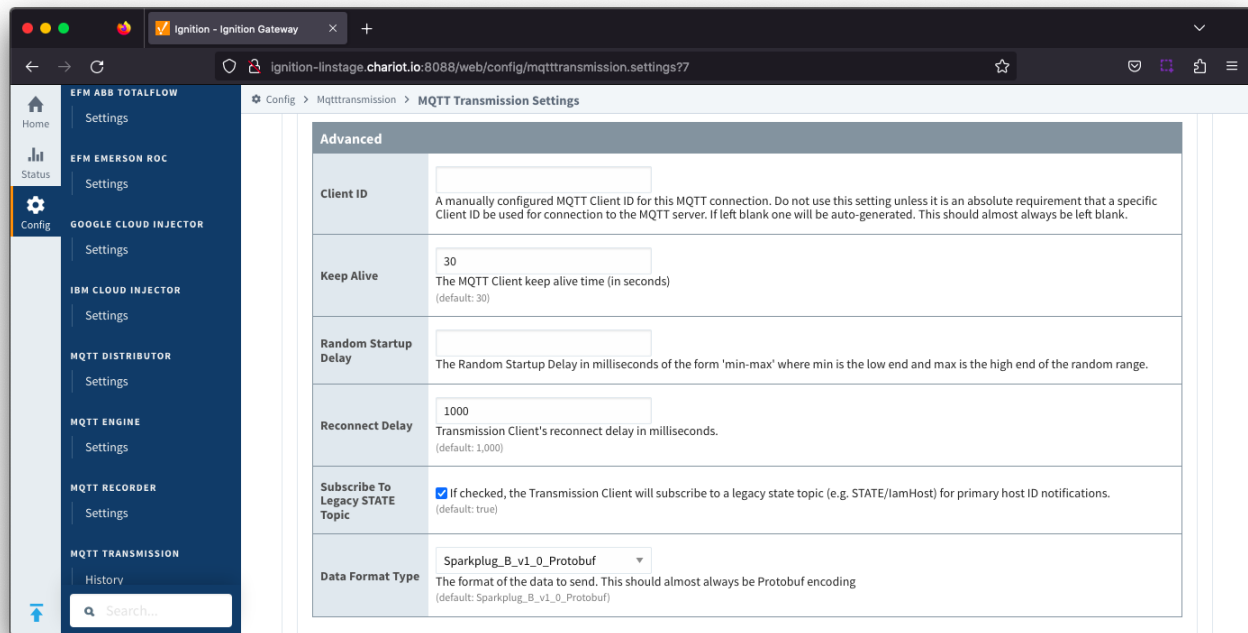 Ignition - Ignition Gateway
ignition-linstage.chariot.io:8088/web/config/mqtttransmission.settings?7
Home
Status
Config
EFM ABB TOTALFLOW
Settings
EFM EMERSON ROC
Settings
GOOGLE CLOUD INJECTOR
Settings
IBM CLOUD INJECTOR
Settings
MQTT DISTRIBUTOR
Settings
MQTT ENGINE
Settings
MQTT RECORDER
Settings
MQTT TRANSMISSION
History
Search...
Config > Mqtttransmission > MQTT Transmission Settings
Advanced
Client ID
A manually configured MQTT Client ID for this MQTT connection. Do not use this setting unless it is an absolute requirement that a specific
Client ID be used for connection to the MQTT server. If left blank one will be auto-generated. This should almost always be left blank.
Keep Alive
30
The MQTT Client keep alive time (in seconds)
(default: 30)
Random Startup
Delay
The Random Startup Delay in milliseconds of the form 'min-max' where min is the low end and max is the high end of the random range.
Reconnect Delay
1000
Transmission Client's reconnect delay in milliseconds.
(default: 1,000)
Subscribe To
Legacy STATE
Topic
If checked, the Transmission Client will subscribe to a legacy state topic (e.g. STATE/IamHost) for primary host ID notifications.
(default: true)
Data Format Type
Sparkplug_B_v1_0_Protobuf
The format of the data to send. This should almost always be Protobuf encoding
(default: Sparkplug_B_v1_0_Protobuf)